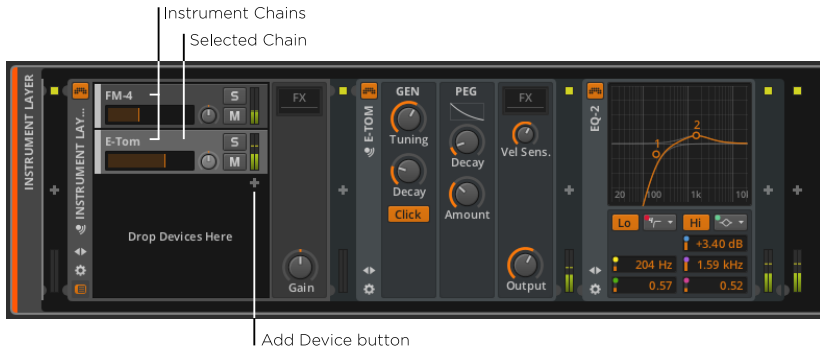 Instrument Chains
Selected Chain
INSTRUMENT LAYER
INSTRUMENT LAY...
FM-4
S
M
E-Tom
S
M
Drop Devices Here
FX
Gain
E-TOM
GEN
Tuning
Decay
Click
PEG
Decay
Amount
FX
Vel Sens.
Output
EQ-2
1
2
20
100
1k
10k
Lo
Hi
+3.40 dB
204 Hz
1.59 kHz
0.57
0.52
Add Device button